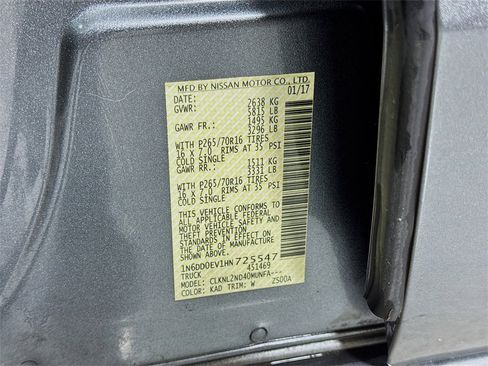 MFD BY NISSAN MOTOR CO., LTD.
DATE: 01/17
GVWR: 2638 KG
5815 LB
GAWR FR.: 1495 KG
3296 LB
WITH P265/70R16 TIRES
16 X 7.0 RIMS AT 35 PSI
COLD SINGLE
GAWR RR.: 1511 KG
3331 LB
WITH P265/70R16 TIRES
16 X 7.0 RIMS AT 35 PSI
COLD SINGLE
THIS VEHICLE CONFORMS TO
ALL APPLICABLE FEDERAL
MOTOR VEHICLE SAFETY AND
THEFT PREVENTION
STANDARDS IN EFFECT ON
THE DATE OF MANUFACTURE
SHOWN ABOVE.
1N6DD0EV1HN725547
TRUCK 451469
MODEL: CLKNL2ND40MUNFA---
COLOR: KAD TRIM: W ZSD0A